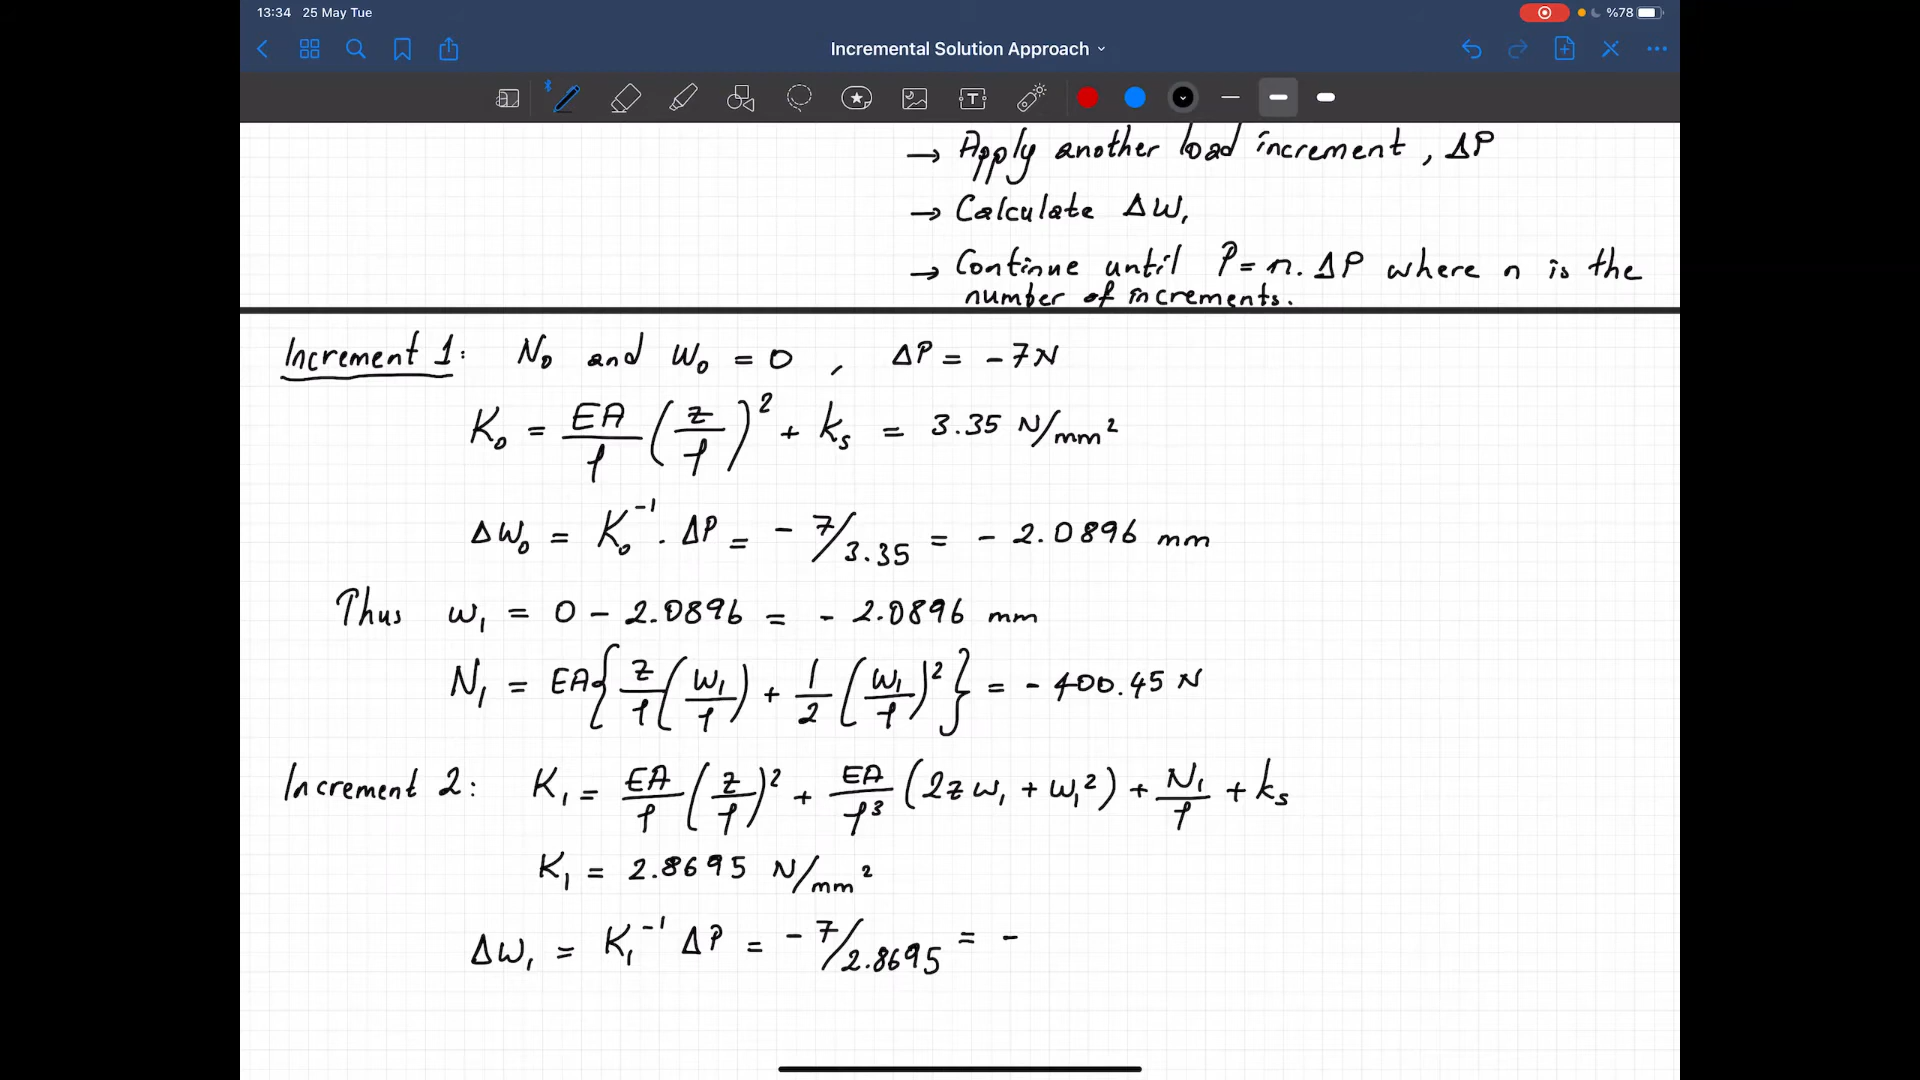 13:34 25 May Tue %78
Incremental Solution Approach
→ Apply another load increment, ΔP
→ Calculate ΔW₁
→ Continue until P = n. ΔP where n is the
number of increments.
Increment 1: N₀ and W₀ = 0, ΔP = -7N
K₀ = EA/l (z/l)² + kₛ = 3.35 N/mm²
Δw₀ = K₀⁻¹ . ΔP = - 7/3.35 = - 2.0896 mm
Thus w₁ = 0 - 2.0896 = - 2.0896 mm
N₁ = EA{z/l (w₁/l) + 1/2 (w₁/l)²} = - 400.45 N
Increment 2: K₁ = EA/l (z/l)² + EA/l³ (2zw₁ + w₁²) + N₁/l + kₛ
K₁ = 2.8695 N/mm²
Δw₁ = K₁⁻¹ ΔP = - 7/2.8695 = -